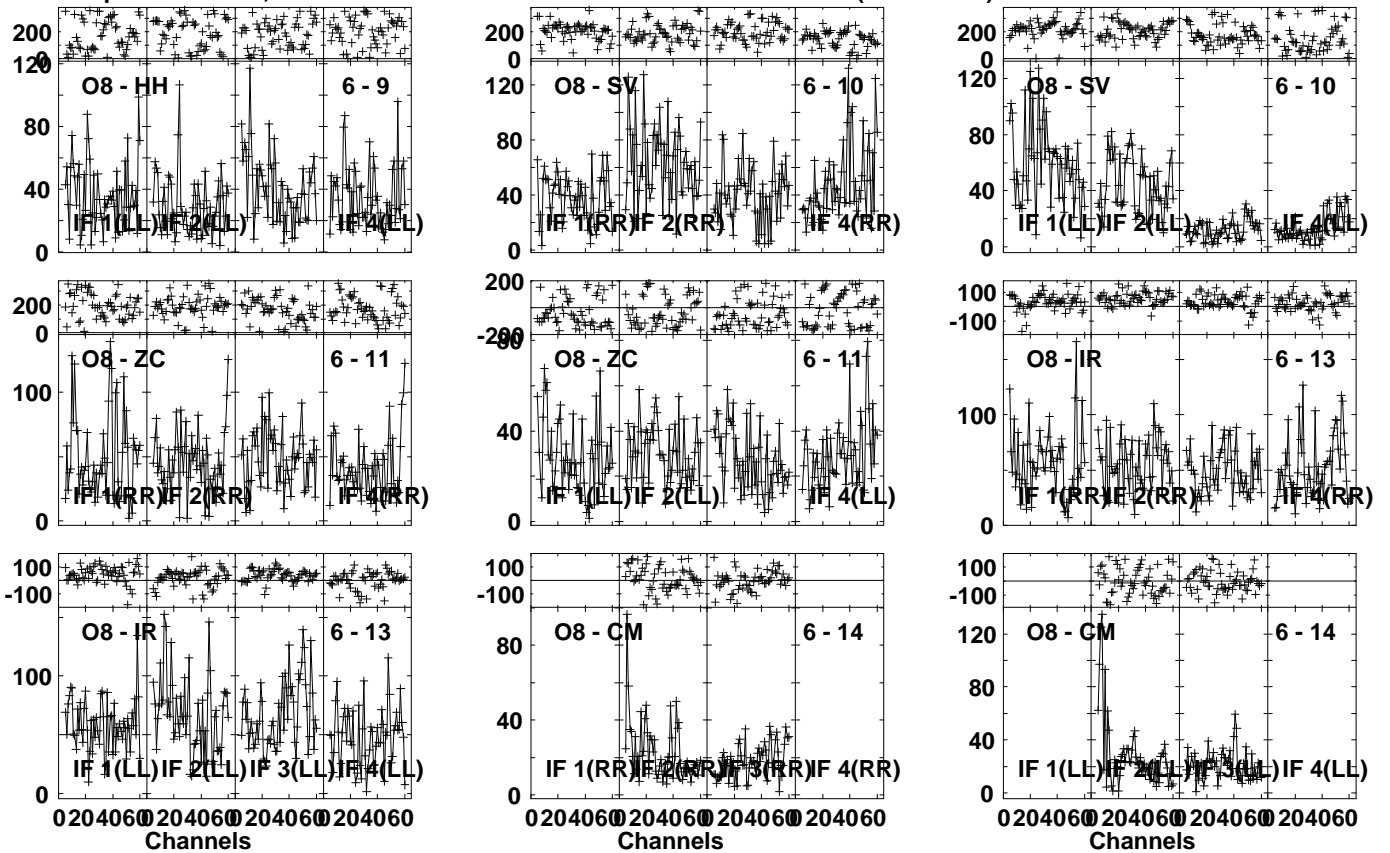 200
0
120
80
40
0
O8 - HH
6 - 9
IF 1(LL)
IF 2(LL)
IF 4(LL)
200
0
120
80
40
0
O8 - SV
6 - 10
IF 1(RR)
IF 2(RR)
IF 4(RR)
200
0
120
80
40
0
O8 - SV
6 - 10
IF 1(LL)
IF 2(LL)
IF 4(LL)
200
0
100
0
O8 - ZC
6 - 11
IF 1(RR)
IF 2(RR)
IF 4(RR)
200
-200
80
40
0
O8 - ZC
6 - 11
IF 1(LL)
IF 2(LL)
IF 4(LL)
100
-100
100
0
O8 - IR
6 - 13
IF 1(RR)
IF 2(RR)
IF 4(RR)
100
-100
100
0
O8 - IR
6 - 13
IF 1(LL)
IF 2(LL)
IF 3(LL)
IF 4(LL)
0 20 40 60 0 20 40 60 0 20 40 60 0 20 40 60
Channels
100
-100
80
40
0
O8 - CM
6 - 14
IF 1(RR)
IF 2(RR)
IF 3(RR)
IF 4(RR)
0 20 40 60 0 20 40 60 0 20 40 60 0 20 40 60
Channels
100
-100
120
80
40
0
O8 - CM
6 - 14
IF 1(LL)
IF 2(LL)
IF 3(LL)
IF 4(LL)
0 20 40 60 0 20 40 60 0 20 40 60 0 20 40 60
Channels